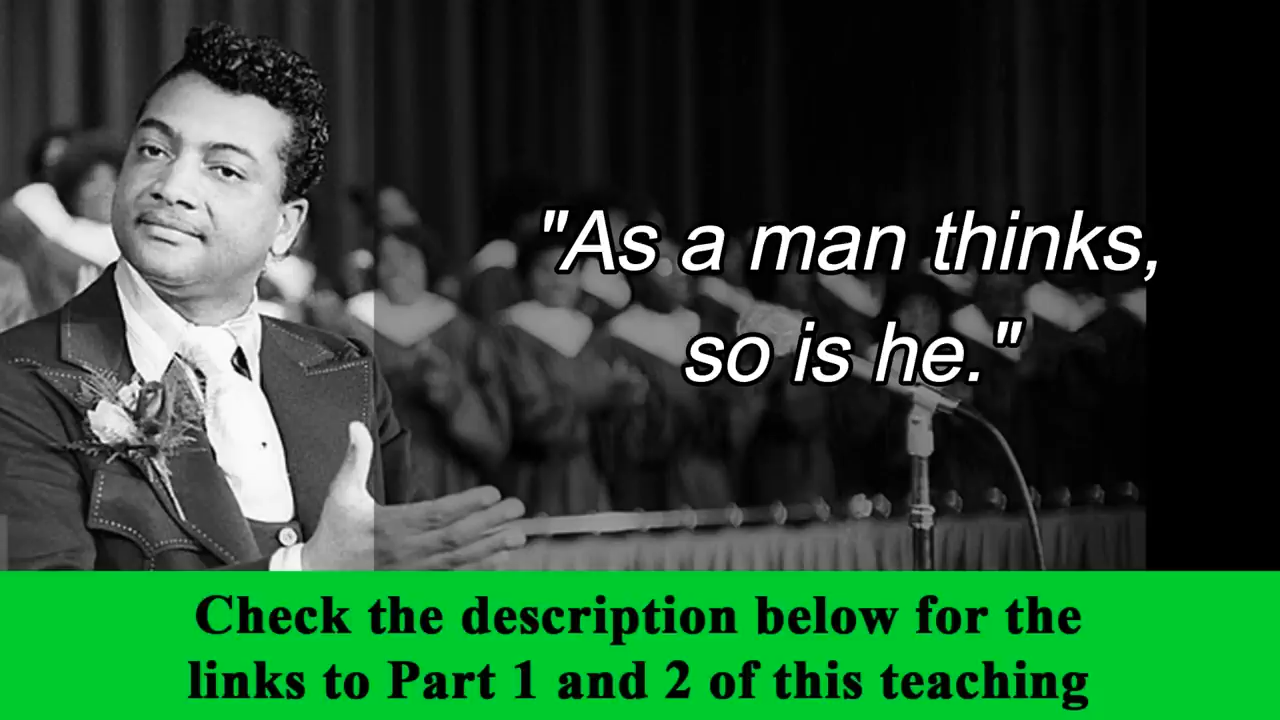 "As a man thinks,
so is he."
Check the description below for the
links to Part 1 and 2 of this teaching